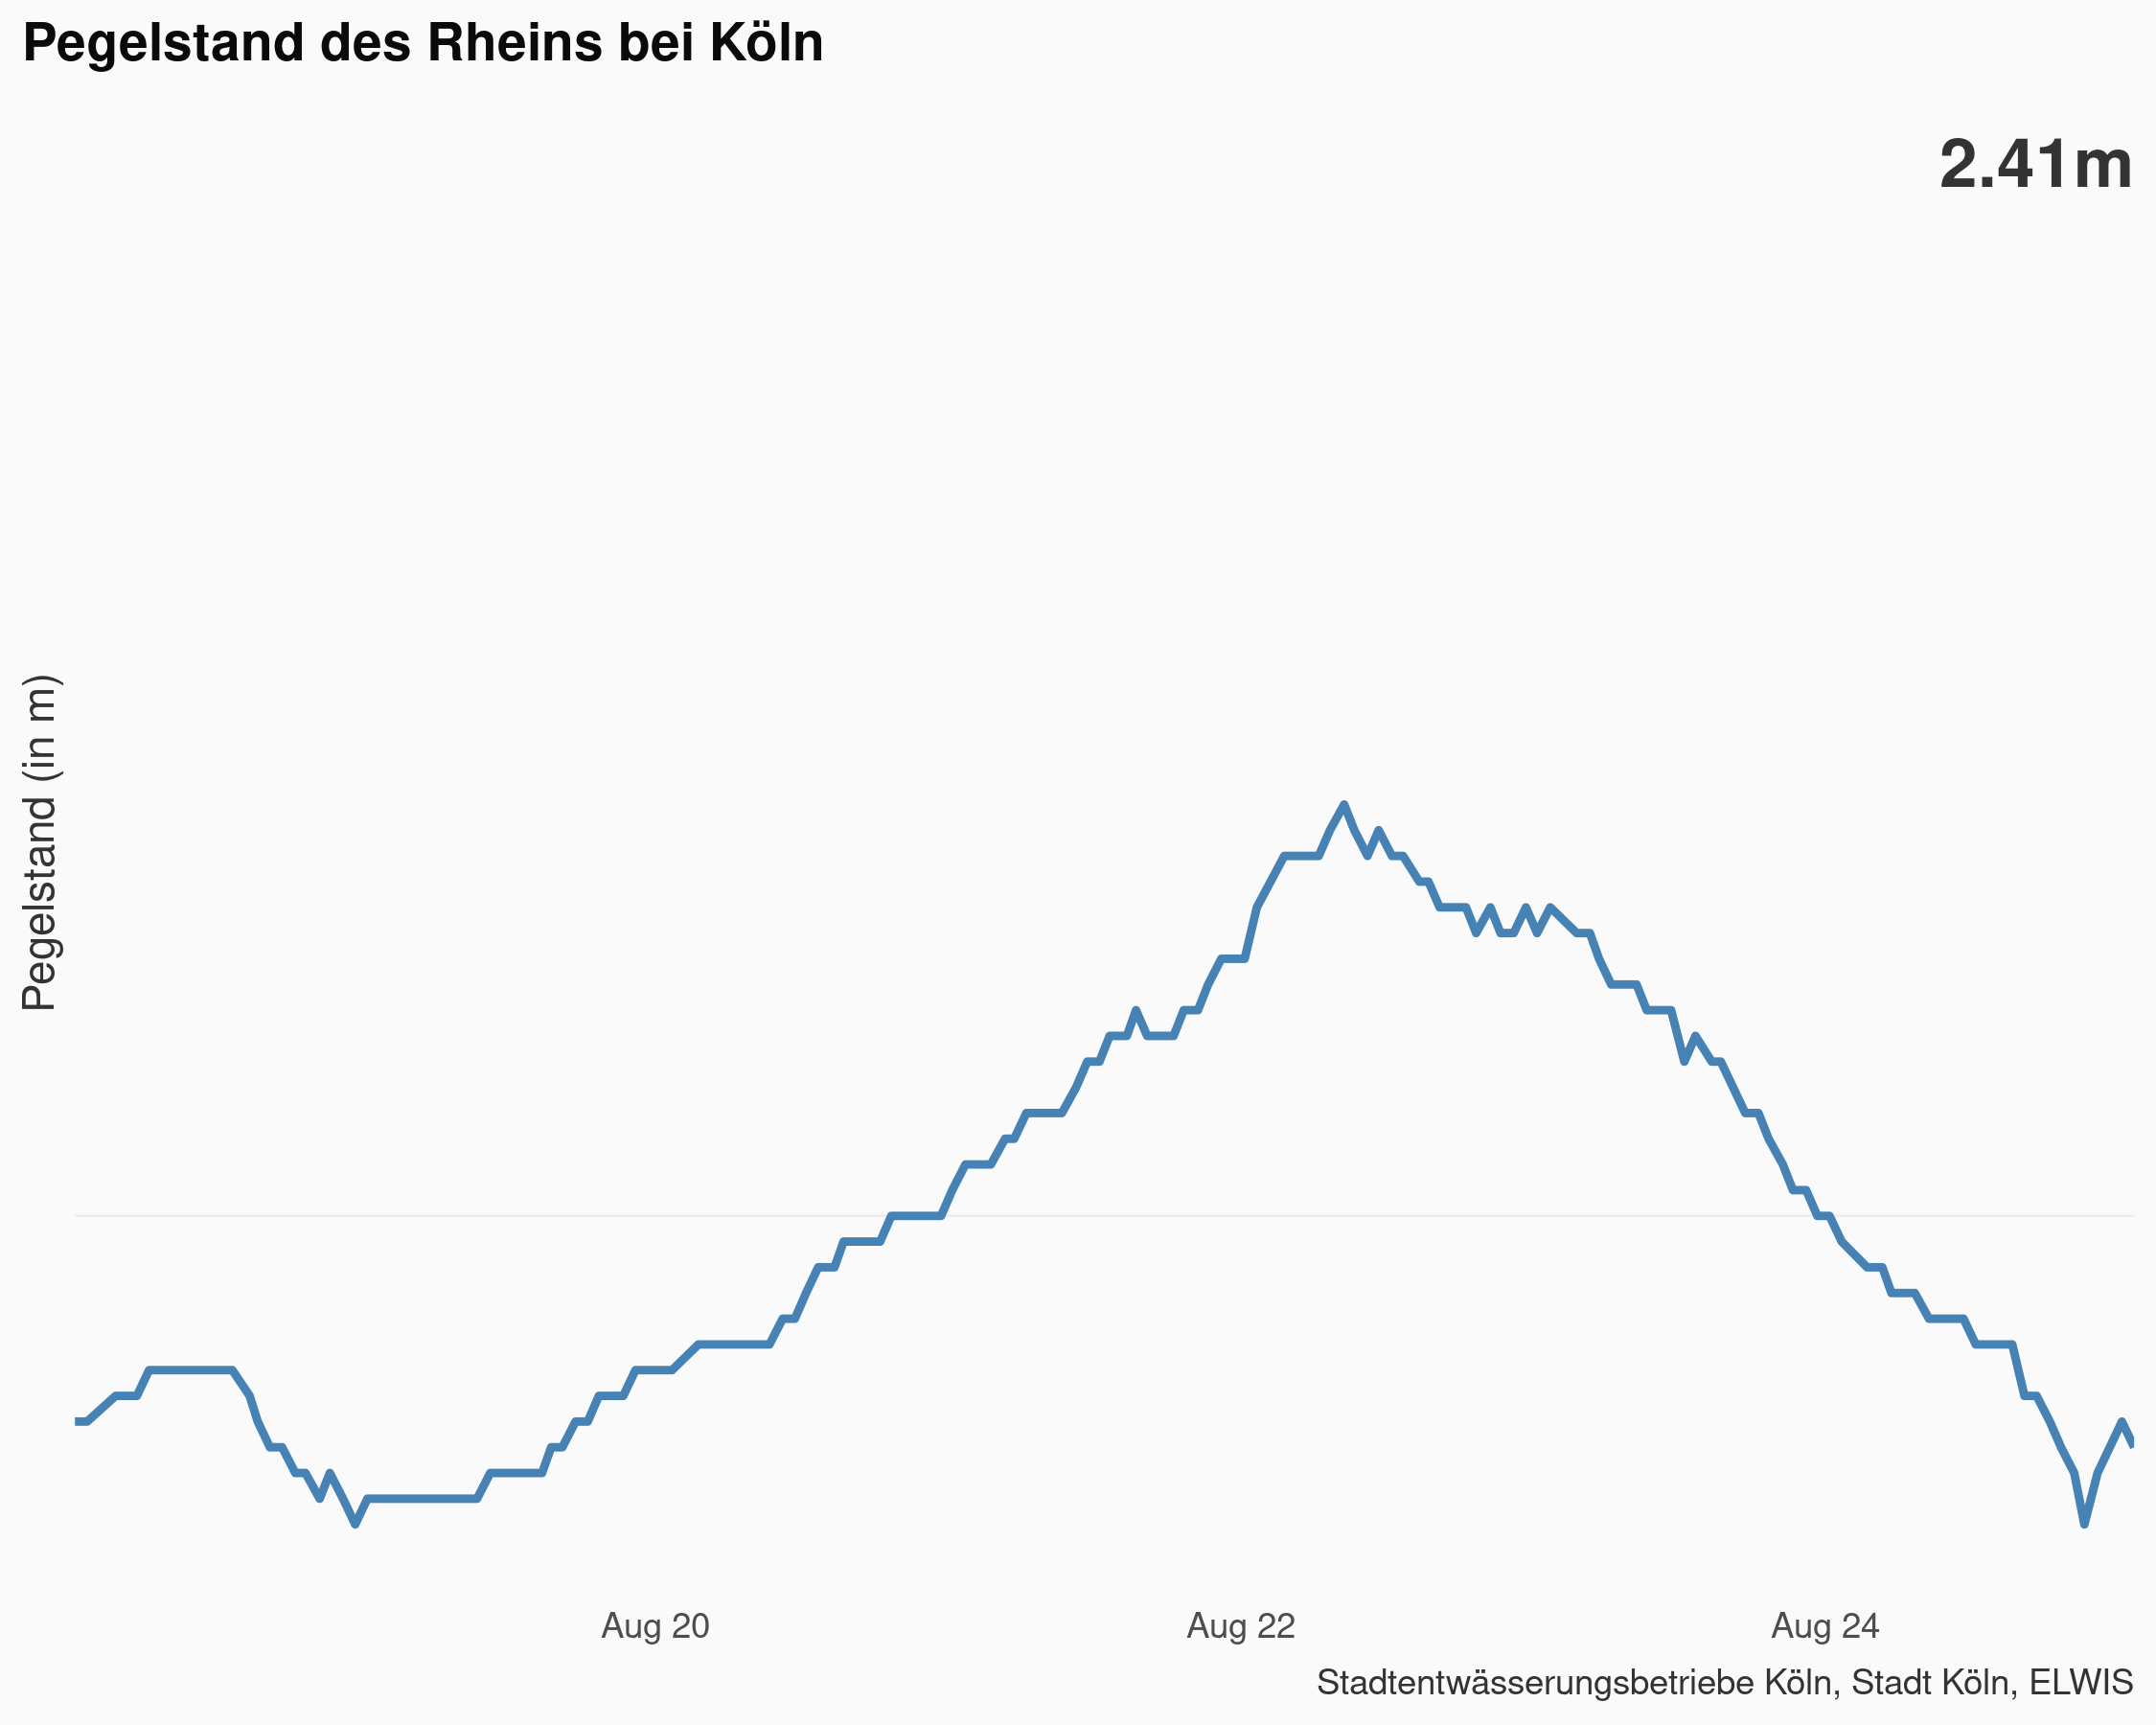 Pegelstand des Rheins bei Köln
2.41m
Pegelstand (in m)
Aug 20
Aug 22
Aug 24
Stadtentwässerungsbetriebe Köln, Stadt Köln, ELWIS